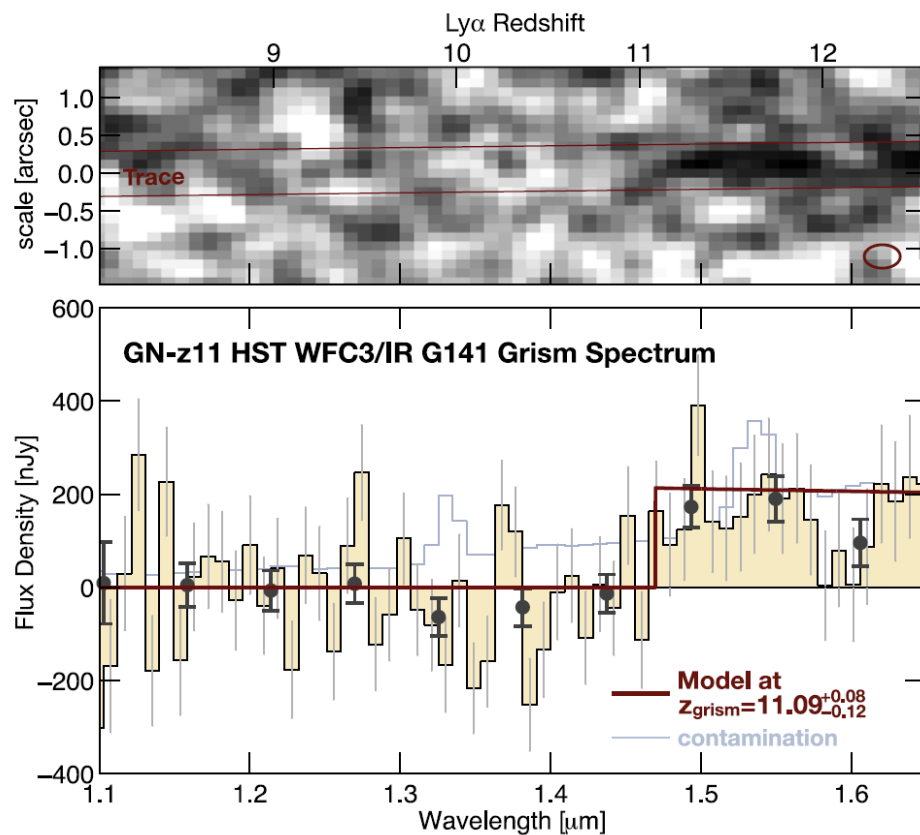 Lyα Redshift
9 10 11 12
scale [arcsec]
1.0
0.5
0.0
−0.5
−1.0
Trace
GN-z11 HST WFC3/IR G141 Grism Spectrum
Flux Density [nJy]
600
400
200
0
−200
−400
Model at
z_grism=11.09 +0.08 −0.12
contamination
1.1 1.2 1.3 1.4 1.5 1.6
Wavelength [μm]